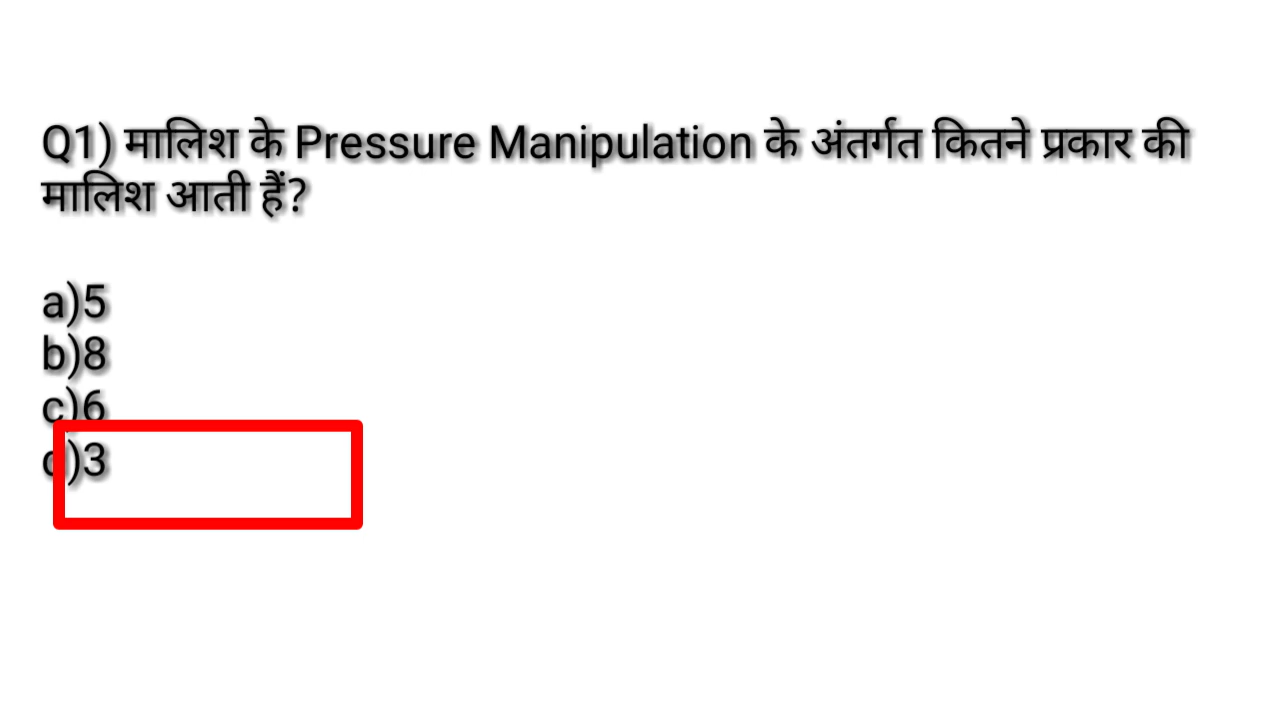 Q1) मालिश के Pressure Manipulation के अंतर्गत कितने प्रकार की
मालिश आती हैं?
a)5
b)8
c)6
d)3